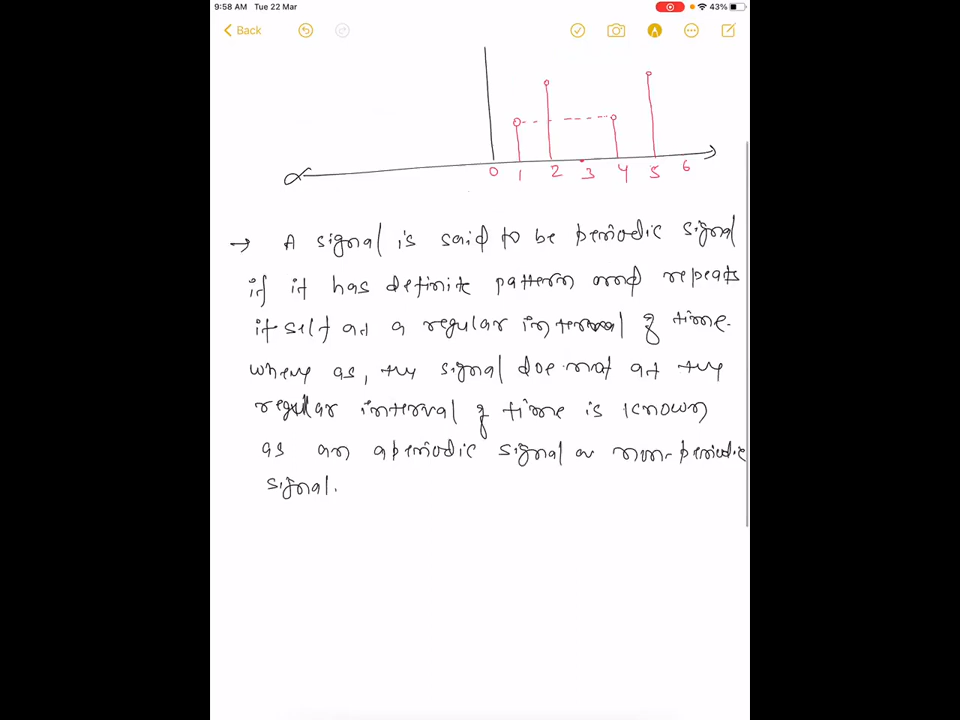 9:58 AM Tue 22 Mar
43%
Back
0 1 2 3 4 5 6
→ A signal is said to be periodic signal
if it has definite pattern and repeats
itself at a regular interval of time.
where as, the signal doe not at the
regular interval of time is known
as an aperiodic signal or non-periodic
signal.